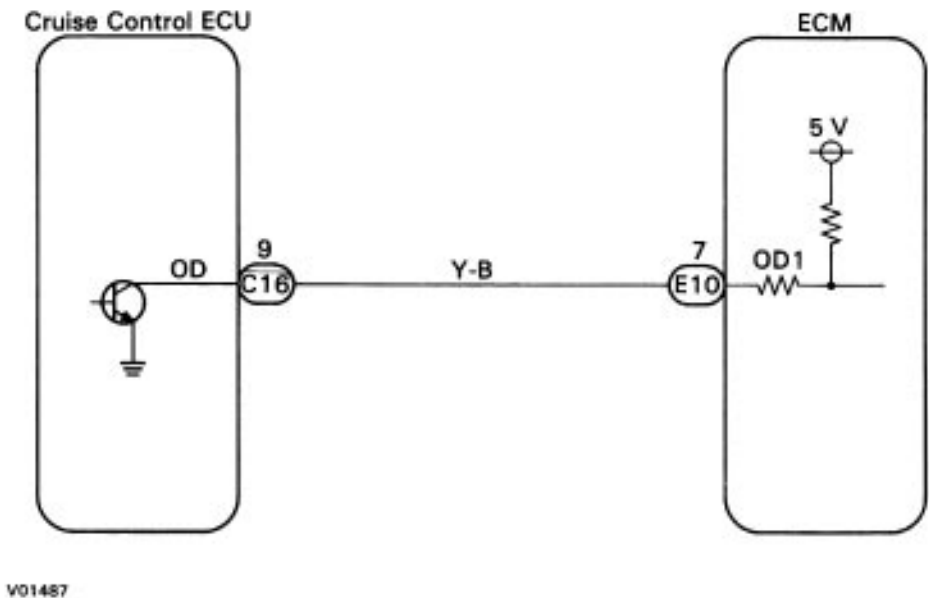 Cruise Control ECU
ECM
5 V
OD
9
C16
Y-B
7
E10
OD1
V01487